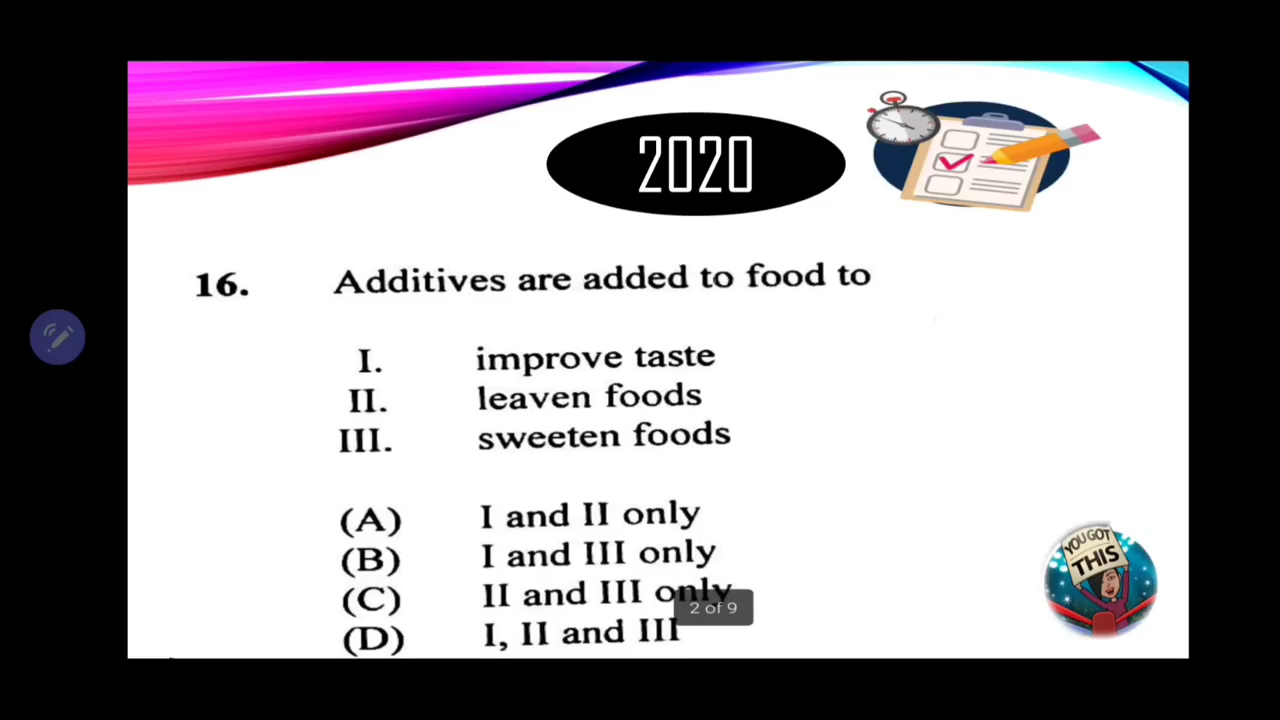 2020
16. Additives are added to food to
I. improve taste
II. leaven foods
III. sweeten foods
(A) I and II only
(B) I and III only
(C) II and III only
2 of 9
(D) I, II and III
YOU GOT
THIS